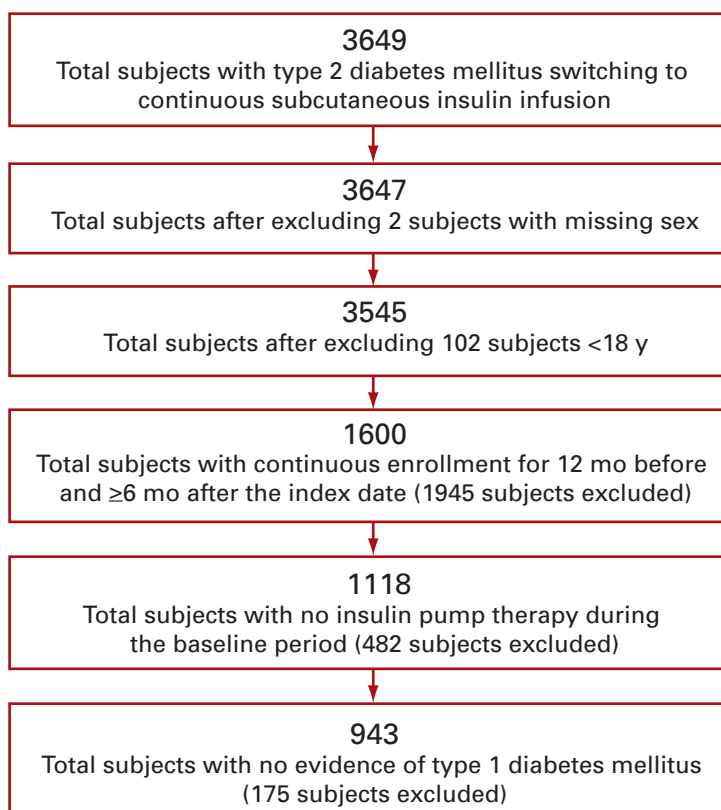 3649
Total subjects with type 2 diabetes mellitus switching to
continuous subcutaneous insulin infusion
3647
Total subjects after excluding 2 subjects with missing sex
3545
Total subjects after excluding 102 subjects <18 y
1600
Total subjects with continuous enrollment for 12 mo before
and ≥6 mo after the index date (1945 subjects excluded)
1118
Total subjects with no insulin pump therapy during
the baseline period (482 subjects excluded)
943
Total subjects with no evidence of type 1 diabetes mellitus
(175 subjects excluded)